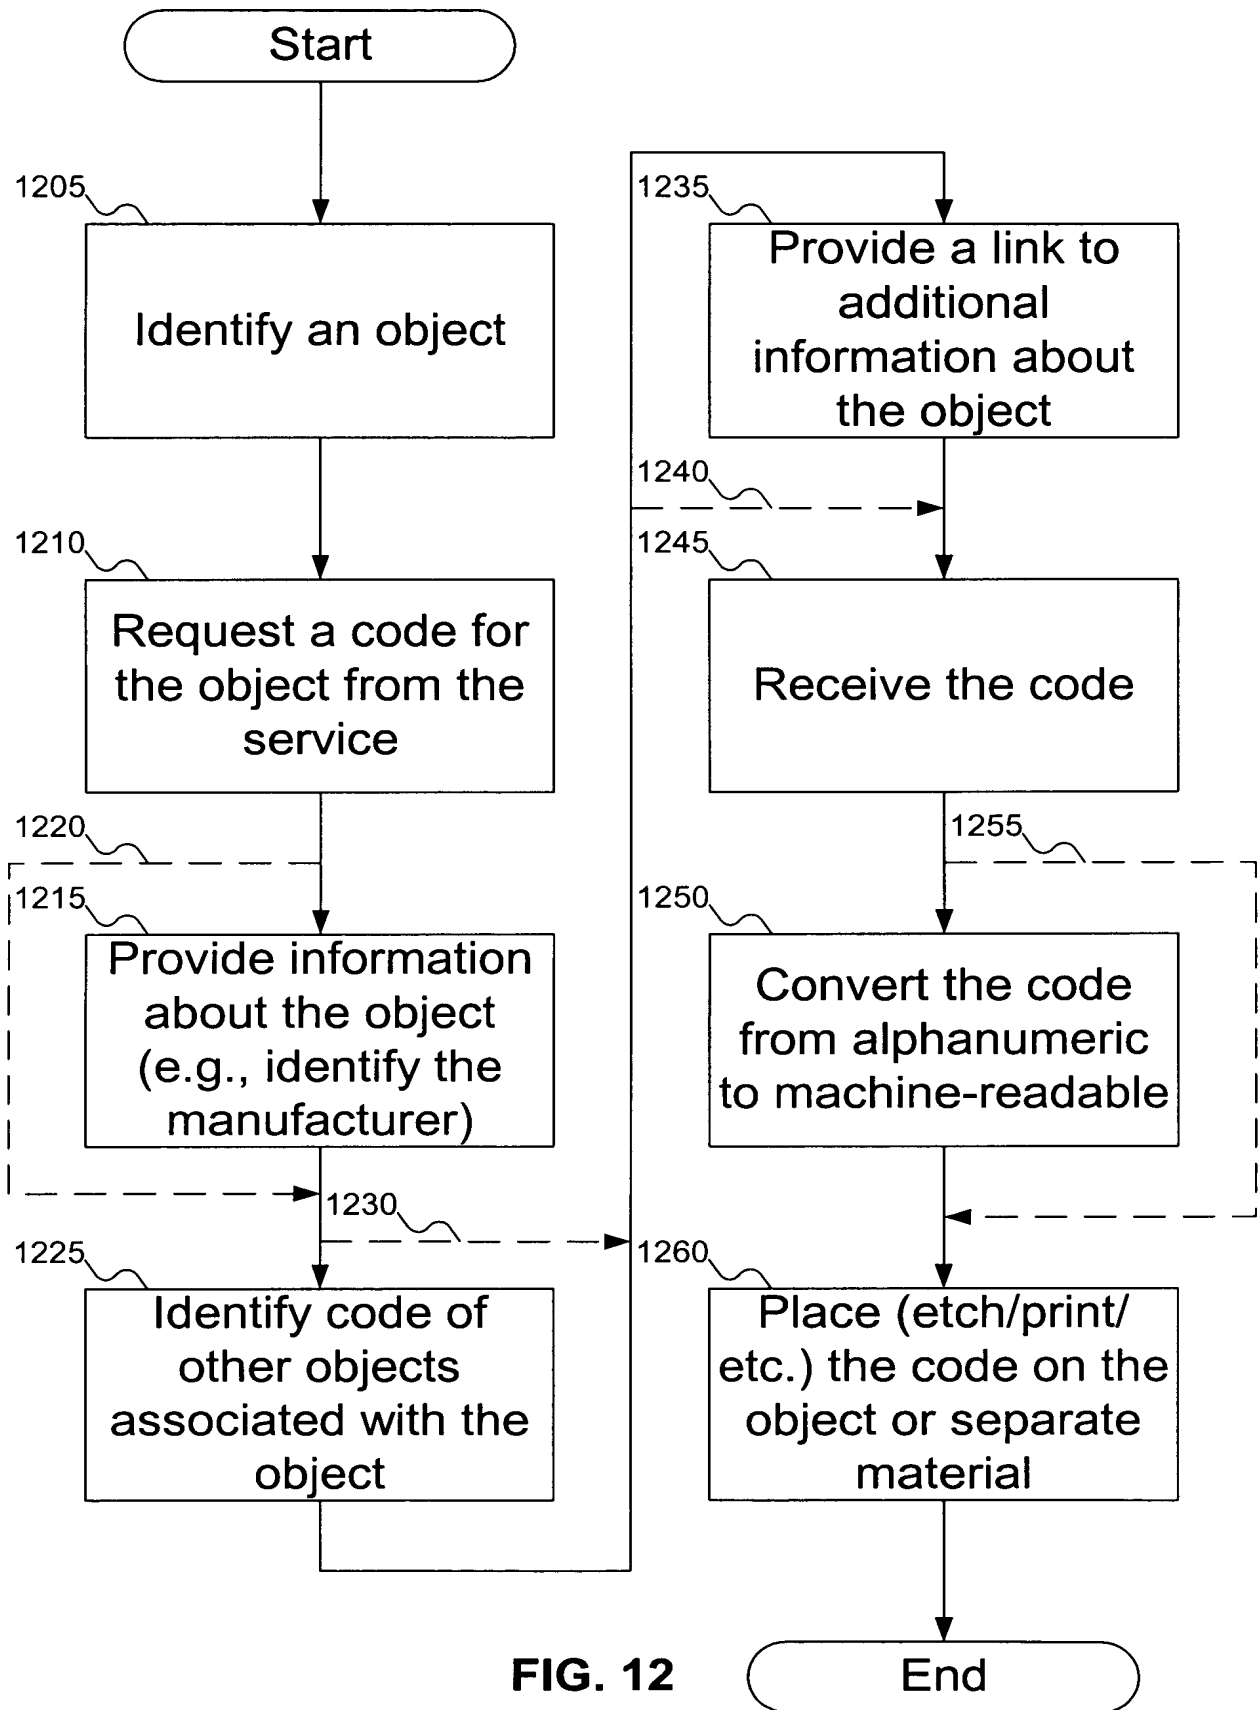 Start
1205
Identify an object
1210
Request a code for
the object from the
service
1220
1215
Provide information
about the object
(e.g., identify the
manufacturer)
1230
1225
Identify code of
other objects
associated with the
object
1235
Provide a link to
additional
information about
the object
1240
1245
Receive the code
1255
1250
Convert the code
from alphanumeric
to machine-readable
1260
Place (etch/print/
etc.) the code on the
object or separate
material
End
FIG. 12